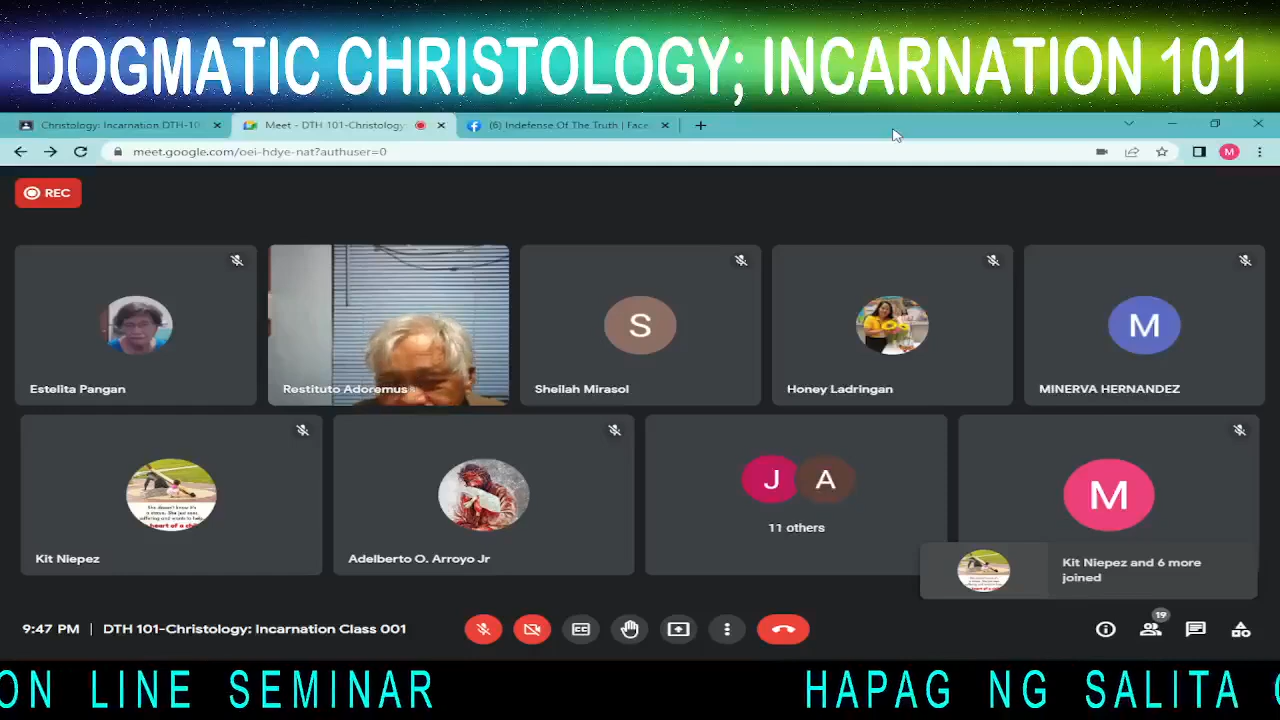 DOGMATIC CHRISTOLOGY; INCARNATION 101
Christology: Incarnation DTH-10
Meet - DTH 101-Christology:
(6) Indefense Of The Truth | Face
meet.google.com/oei-hdye-nat?authuser=0
M
REC
S
M
Estelita Pangan
Restituto Adoremus
Sheilah Mirasol
Honey Ladringan
MINERVA HERNANDEZ
J A
M
11 others
Kit Niepez
Adelberto O. Arroyo Jr
Kit Niepez and 6 more
joined
9:47 PM | DTH 101-Christology: Incarnation Class 001
CC
19
ON LINE SEMINAR HAPAG NG SALITA